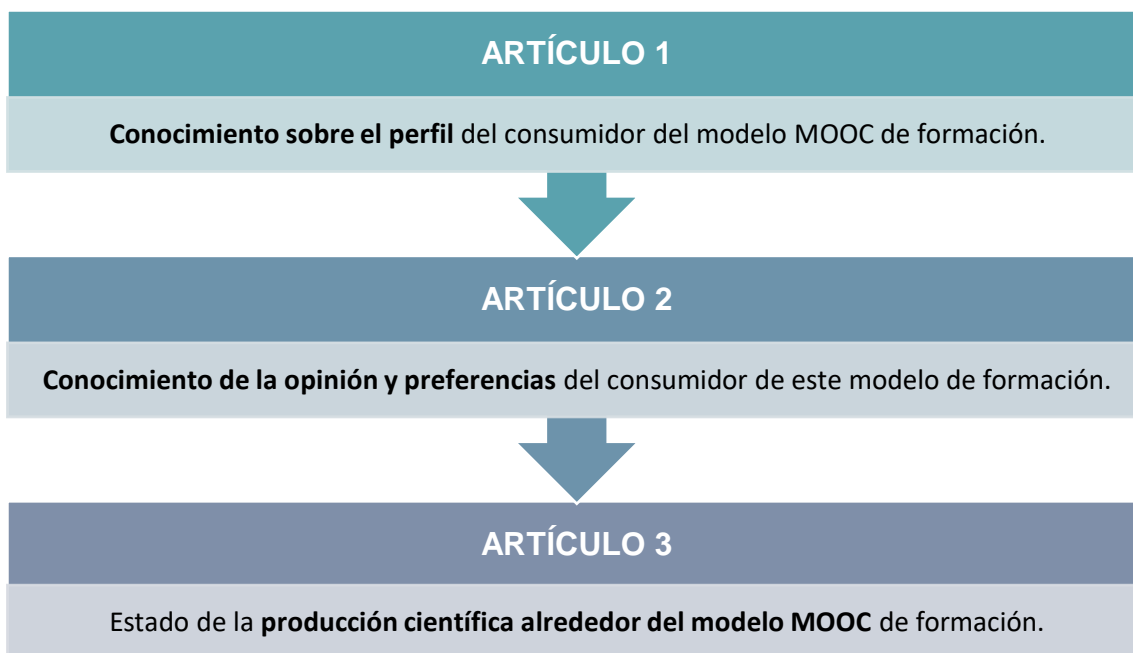 ARTÍCULO 1
Conocimiento sobre el perfil del consumidor del modelo MOOC de formación.
ARTÍCULO 2
Conocimiento de la opinión y preferencias del consumidor de este modelo de formación.
ARTÍCULO 3
Estado de la producción científica alrededor del modelo MOOC de formación.